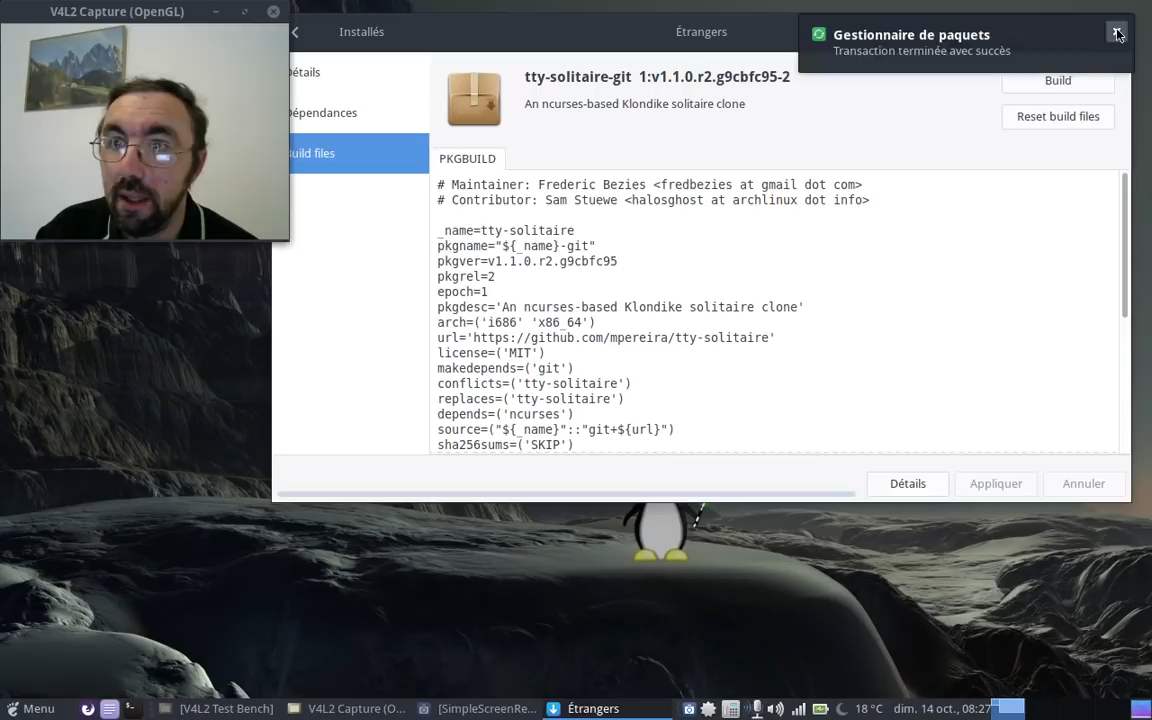 V4L2 Capture (OpenGL)
Installés
Étrangers
Gestionnaire de paquets
Transaction terminée avec succès
Détails
Dépendances
Build files
tty-solitaire-git 1:v1.1.0.r2.g9cbfc95-2
An ncurses-based Klondike solitaire clone
Build
Reset build files
PKGBUILD
# Maintainer: Frederic Bezies <fredbezies at gmail dot com>
# Contributor: Sam Stuewe <halosghost at archlinux dot info>
_name=tty-solitaire
pkgname="${_name}-git"
pkgver=v1.1.0.r2.g9cbfc95
pkgrel=2
epoch=1
pkgdesc='An ncurses-based Klondike solitaire clone'
arch=('i686' 'x86_64')
url='https://github.com/mpereira/tty-solitaire'
license=('MIT')
makedepends=('git')
conflicts=('tty-solitaire')
replaces=('tty-solitaire')
depends=('ncurses')
source=("${_name}"::"git+${url}")
sha256sums=('SKIP')
Détails
Appliquer
Annuler
Menu
[V4L2 Test Bench]
V4L2 Capture (O...
[SimpleScreenRe...
Étrangers
18 °C
dim. 14 oct., 08:27